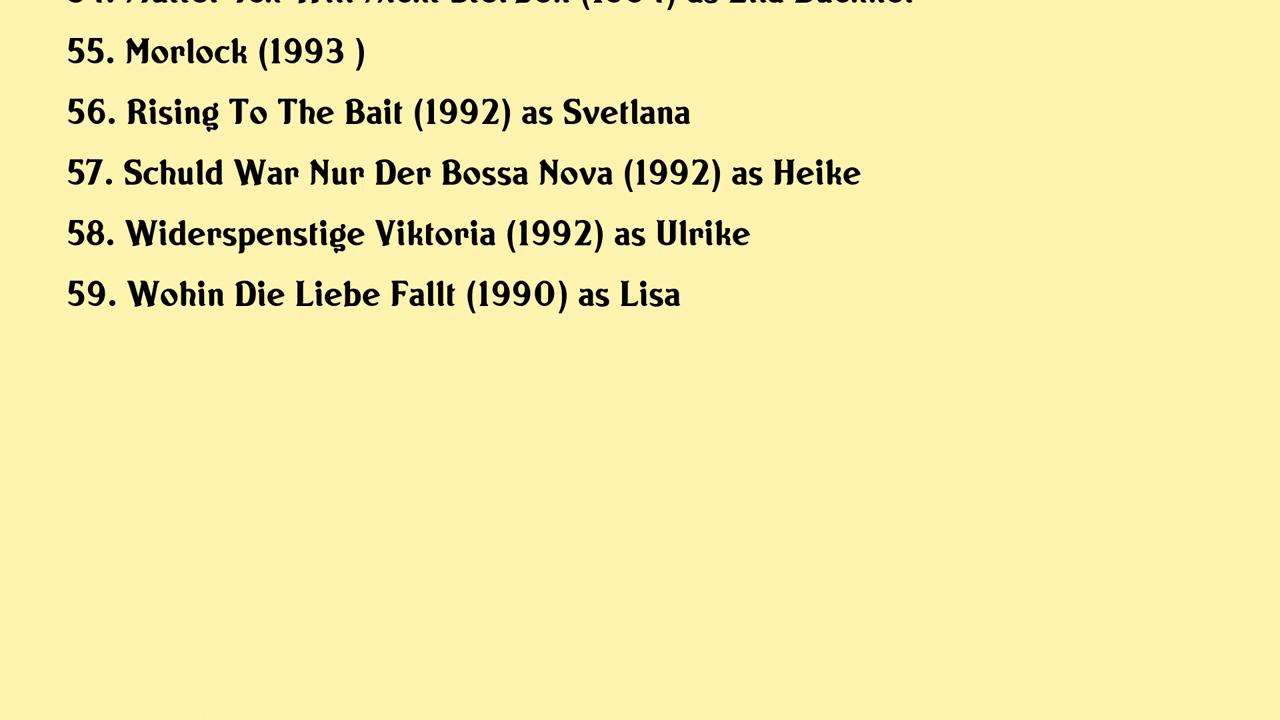 55. Morlock (1993 )
56. Rising To The Bait (1992) as Svetlana
57. Schuld War Nur Der Bossa Nova (1992) as Heike
58. Widerspenstige Viktoria (1992) as Ulrike
59. Wohin Die Liebe Fallt (1990) as Lisa